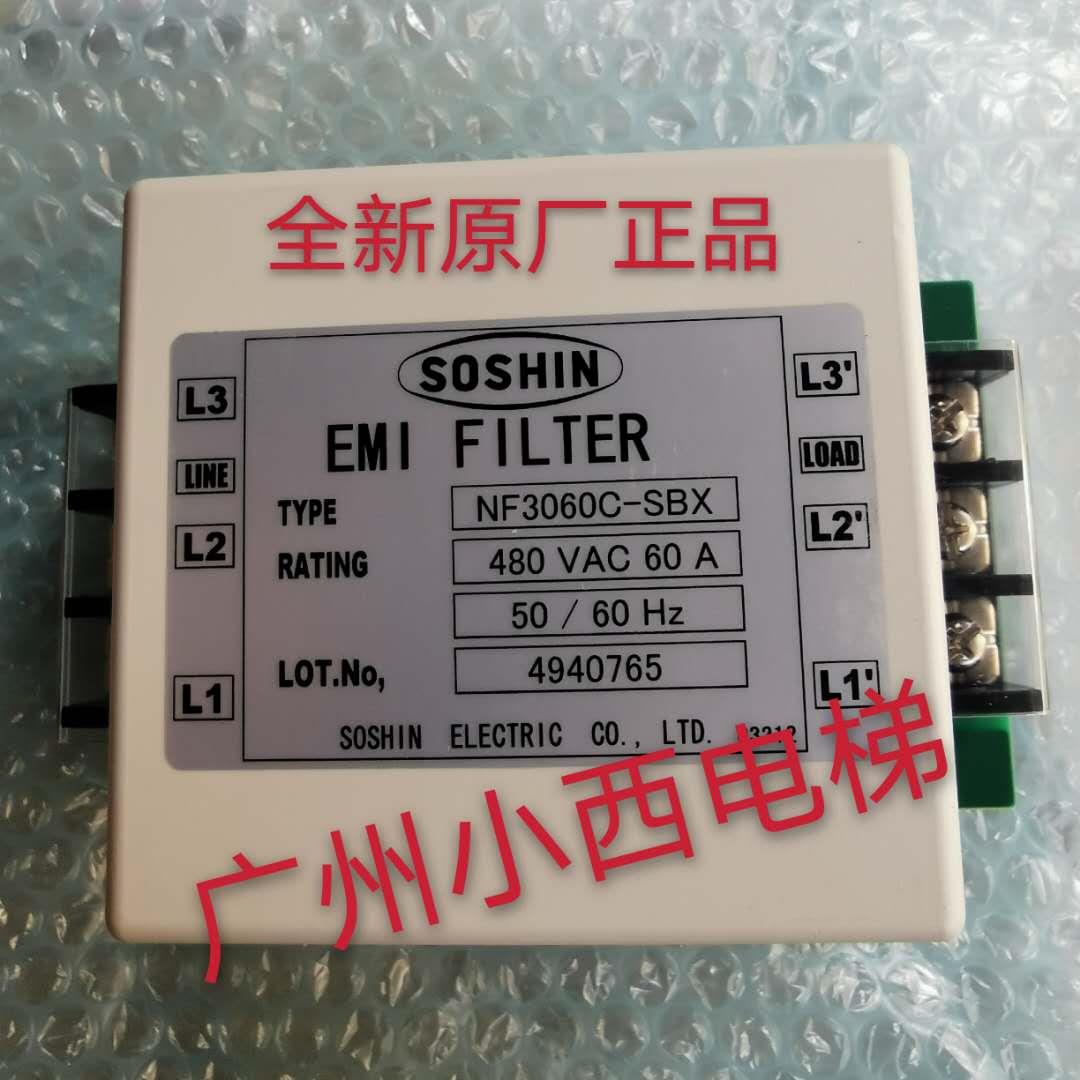 全新原厂正品
SOSHIN
EMI FILTER
L3
LINE
L2
L1
TYPE NF3060C-SBX
RATING 480 VAC 60 A
50 / 60 Hz
LOT.No, 4940765
SOSHIN ELECTRIC CO., LTD.
L3'
LOAD
L2'
L1'
广州小西电梯